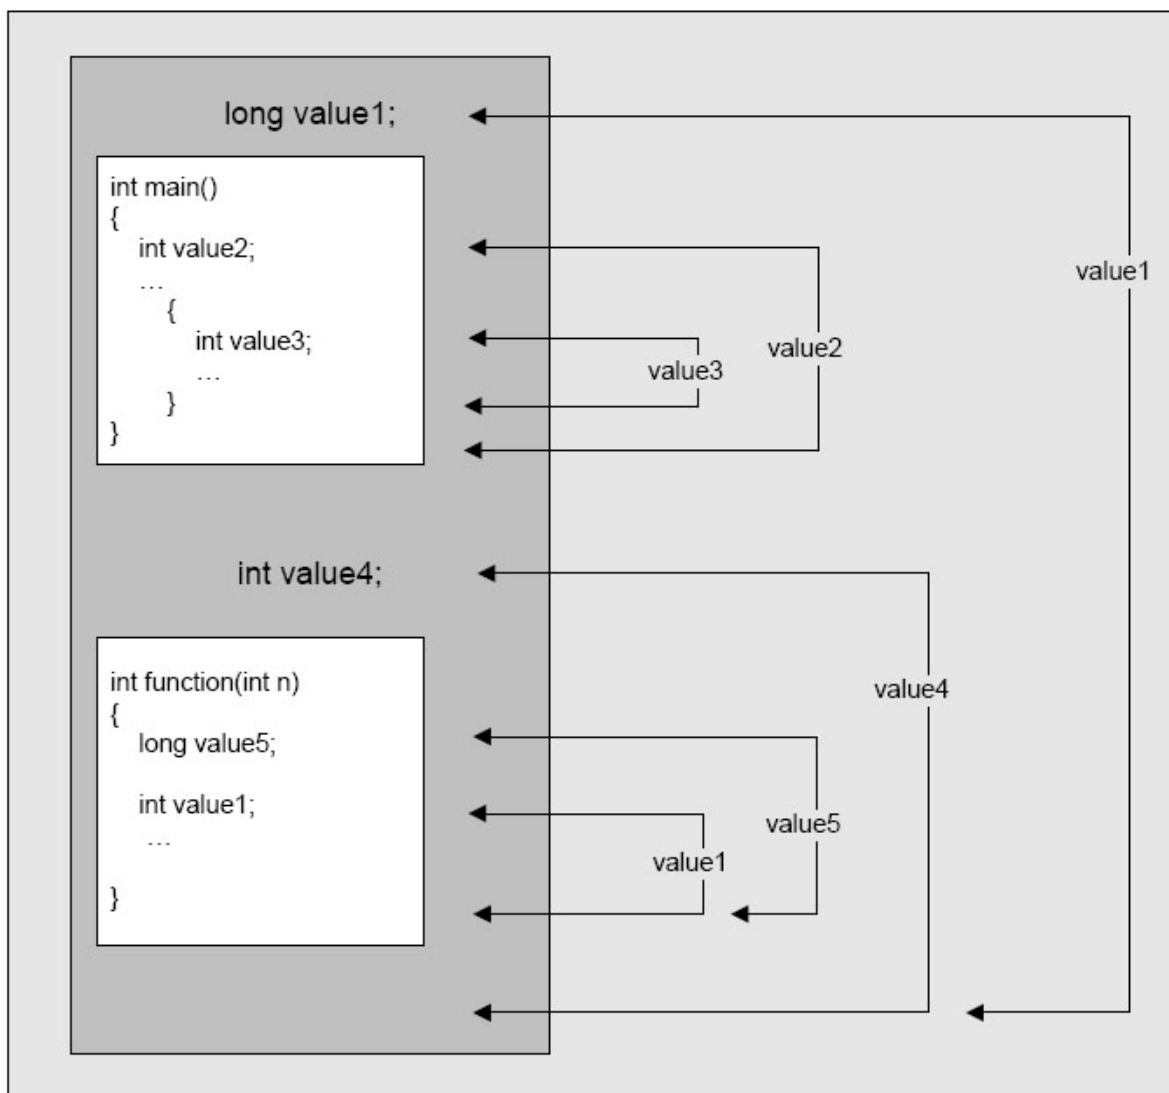 long value1;
int main()
{
int value2;
...
{
int value3;
...
}
}
value1
value2
value3
int value4;
int function(int n)
{
long value5;
int value1;
...
}
value4
value5
value1